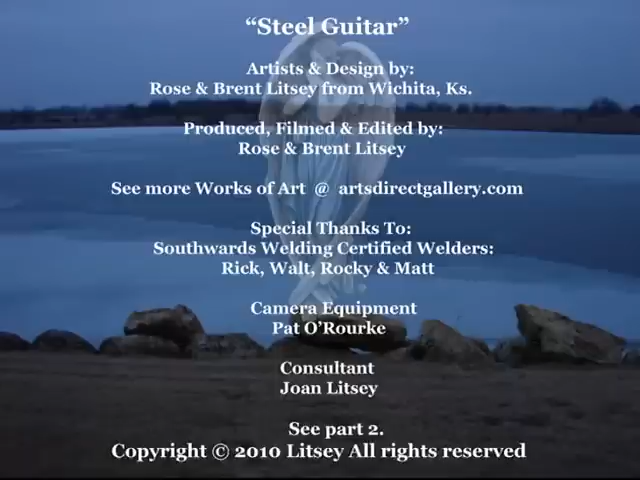 “Steel Guitar”
Artists & Design by:
Rose & Brent Litsey from Wichita, Ks.
Produced, Filmed & Edited by:
Rose & Brent Litsey
See more Works of Art @ artsdirectgallery.com
Special Thanks To:
Southwards Welding Certified Welders:
Rick, Walt, Rocky & Matt
Camera Equipment
Pat O’Rourke
Consultant
Joan Litsey
See part 2.
Copyright © 2010 Litsey All rights reserved